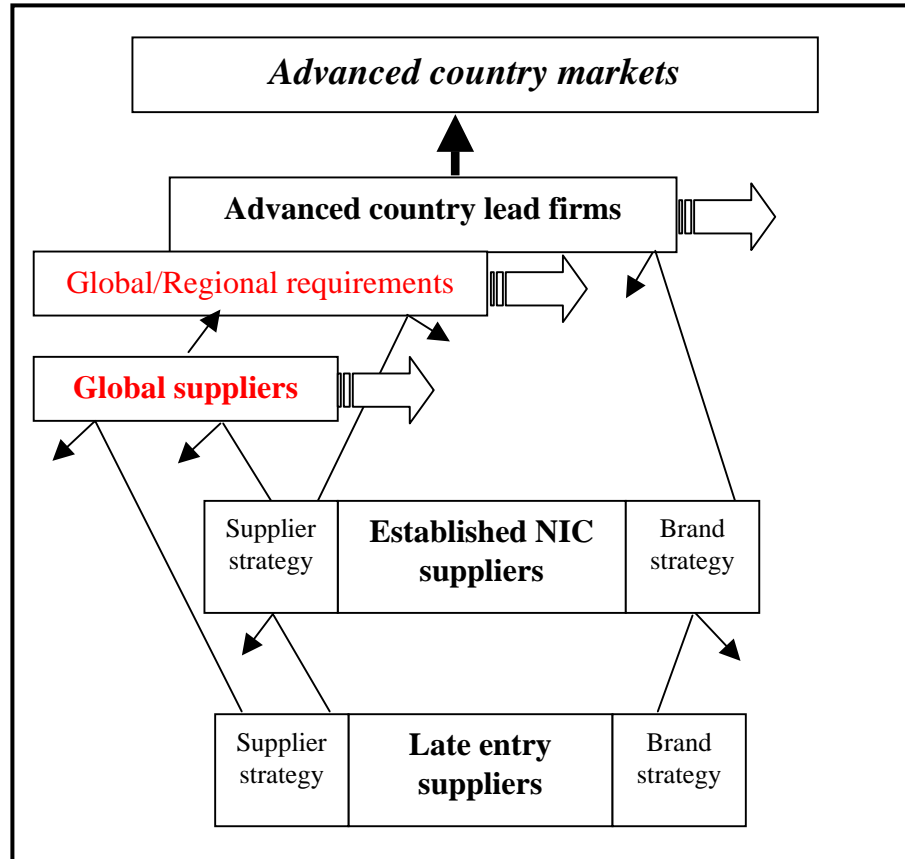 Advanced country markets
Advanced country lead firms
Global/Regional requirements
Global suppliers
Supplier
strategy
Established NIC
suppliers
Brand
strategy
Supplier
strategy
Late entry
suppliers
Brand
strategy